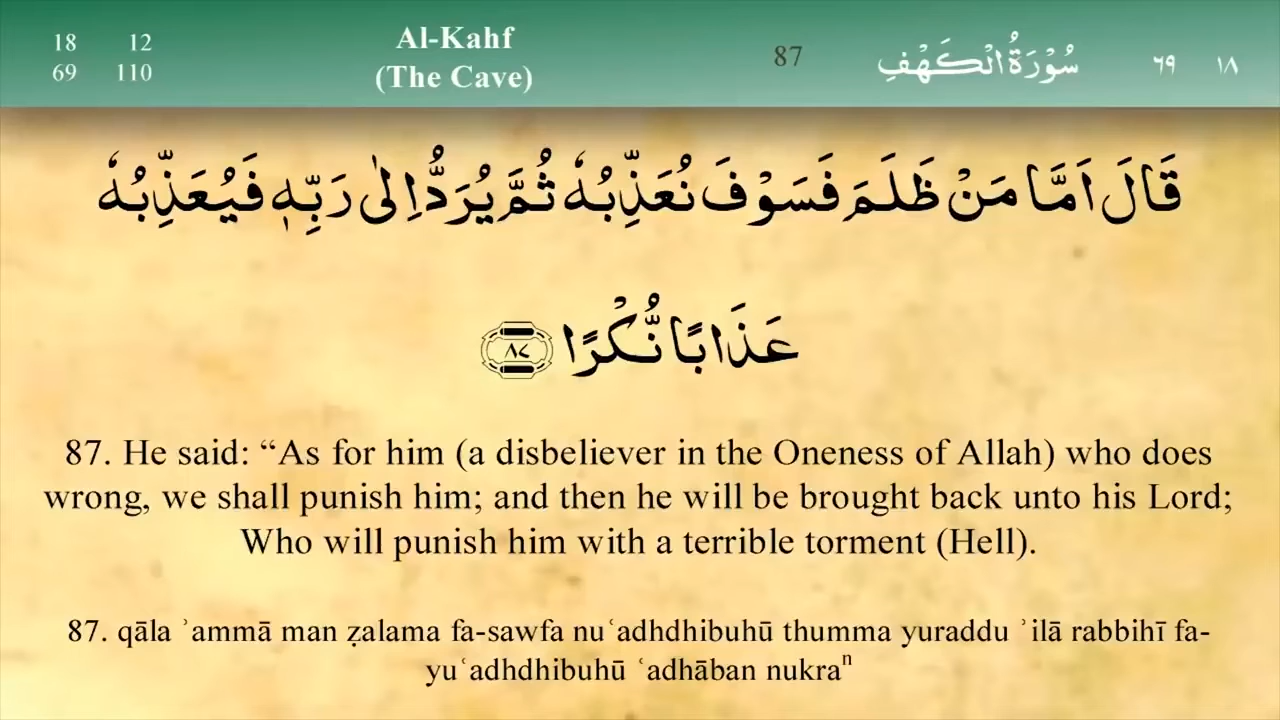 18 12
69 110
Al-Kahf
(The Cave)
87
سُوْرَةُ الْكَهْفِ
٦٩ ١٨
قَالَ اَمَّا مَنْ ظَلَمَ فَسَوْفَ نُعَذِّبُهٗ ثُمَّ يُرَدُّ اِلٰى رَبِّهٖ فَيُعَذِّبُهٗ
عَذَابًا نُّكْرًا ٨٧
87. He said: “As for him (a disbeliever in the Oneness of Allah) who does
wrong, we shall punish him; and then he will be brought back unto his Lord;
Who will punish him with a terrible torment (Hell).
87. qāla ʾammā man ẓalama fa-sawfa nuʿadhdhibuhū thumma yuraddu ʾilā rabbihī fa-
yuʿadhdhibuhū ʿadhāban nukraⁿ